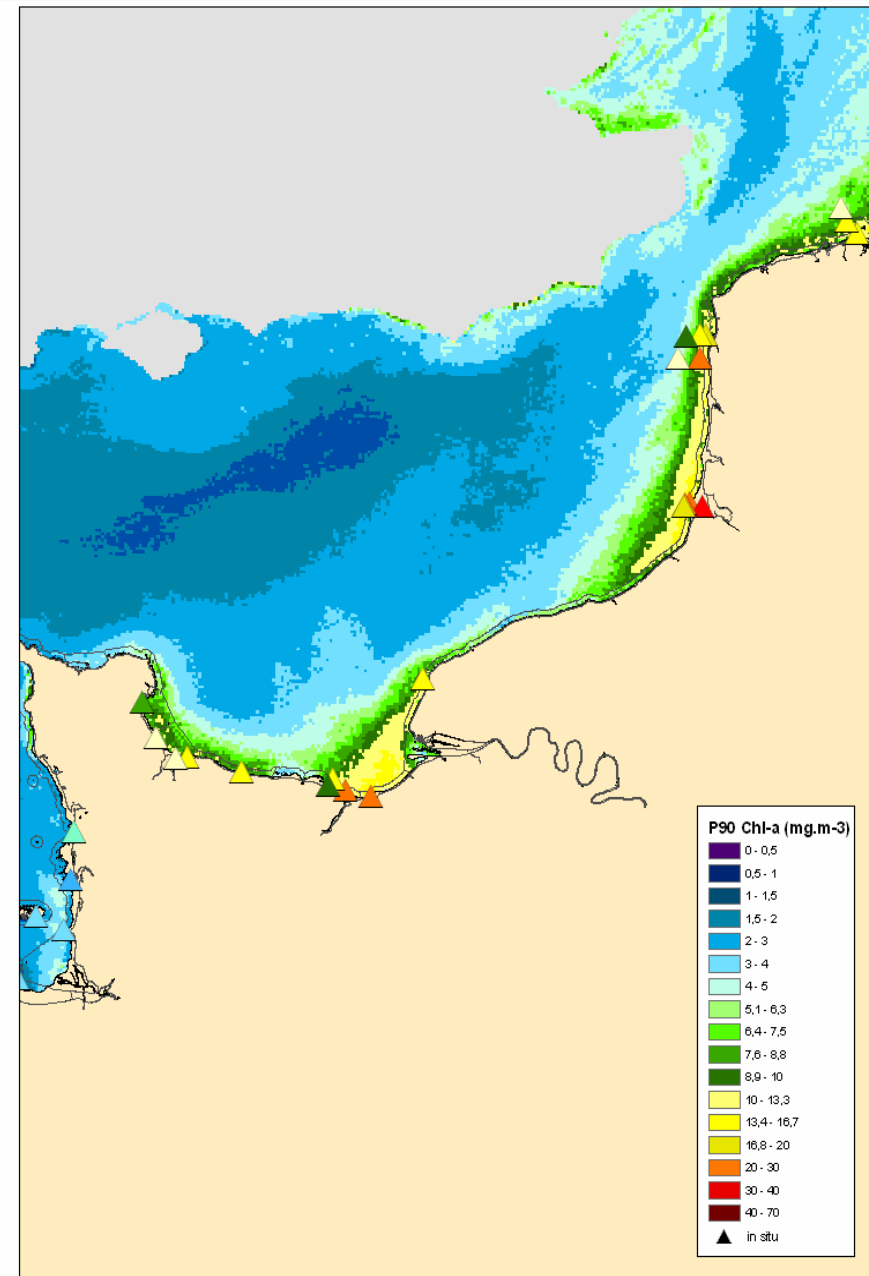 P90 Chl-a (mg.m-3)
0 - 0,5
0,5 - 1
1 - 1,5
1,5 - 2
2 - 3
3 - 4
4 - 5
5,1 - 6,3
6,4 - 7,5
7,6 - 8,8
8,9 - 10
10 - 13,3
13,4 - 16,7
16,8 - 20
20 - 30
30 - 40
40 - 70
in situ